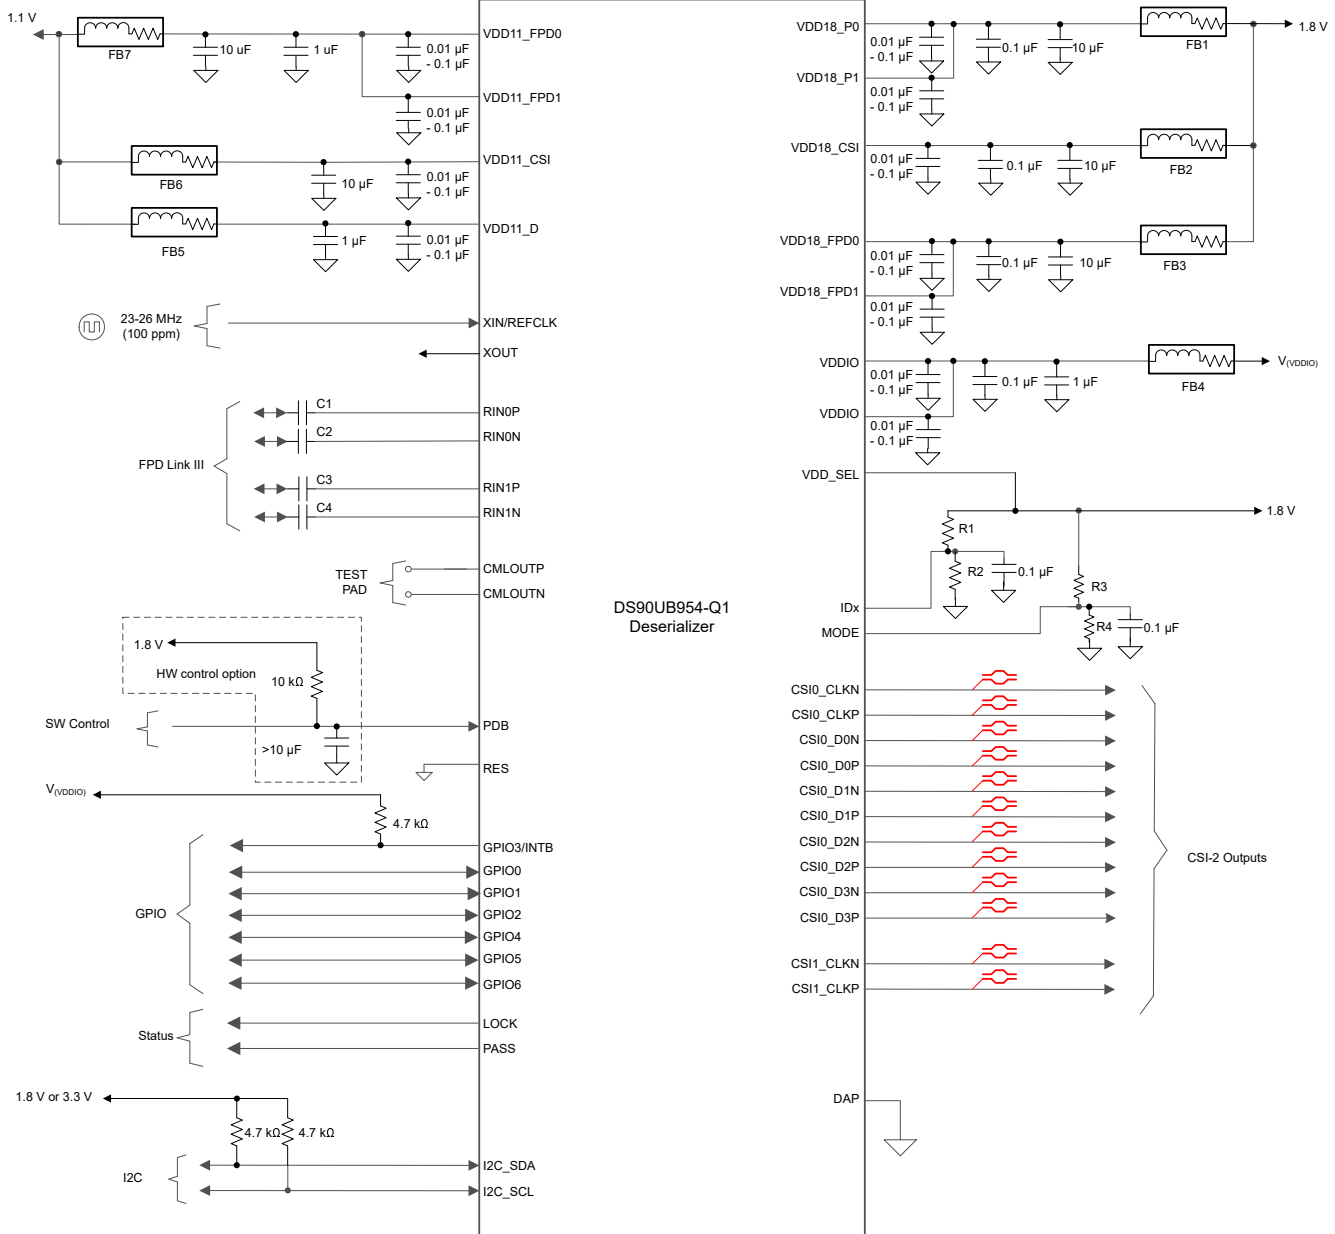 1.1 V
FB7
10 uF
1 uF
0.01 µF
- 0.1 µF
VDD11_FPD0
0.01 µF
- 0.1 µF
VDD11_FPD1
FB6
10 µF
0.01 µF
- 0.1 µF
VDD11_CSI
FB5
1 µF
0.01 µF
- 0.1 µF
VDD11_D
23-26 MHz
(100 ppm)
XIN/REFCLK
XOUT
FPD Link III
C1
RIN0P
C2
RIN0N
C3
RIN1P
C4
RIN1N
TEST
PAD
CMLOUTP
CMLOUTN
1.8 V
HW control option
10 kΩ
SW Control
>10 µF
PDB
RES
V(VDDIO)
4.7 kΩ
GPIO
GPIO3/INTB
GPIO0
GPIO1
GPIO2
GPIO4
GPIO5
GPIO6
Status
LOCK
PASS
1.8 V or 3.3 V
4.7 kΩ
4.7 kΩ
I2C
I2C_SDA
I2C_SCL
DS90UB954-Q1
Deserializer
VDD18_P0
0.01 µF
- 0.1 µF
0.1 µF
10 µF
FB1
1.8 V
VDD18_P1
0.01 µF
- 0.1 µF
VDD18_CSI
0.01 µF
- 0.1 µF
0.1 µF
10 µF
FB2
VDD18_FPD0
0.01 µF
- 0.1 µF
0.1 µF
10 µF
FB3
VDD18_FPD1
0.01 µF
- 0.1 µF
VDDIO
0.01 µF
- 0.1 µF
0.1 µF
1 µF
FB4
V(VDDIO)
VDDIO
0.01 µF
- 0.1 µF
VDD_SEL
1.8 V
R1
R2
0.1 µF
R3
IDx
MODE
R4
0.1 µF
CSI0_CLKN
CSI0_CLKP
CSI0_D0N
CSI0_D0P
CSI0_D1N
CSI0_D1P
CSI0_D2N
CSI0_D2P
CSI0_D3N
CSI0_D3P
CSI1_CLKN
CSI1_CLKP
CSI-2 Outputs
DAP